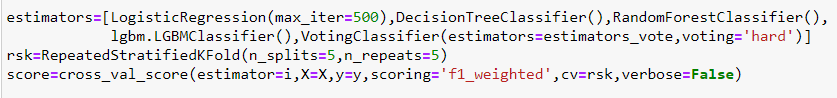 estimators=[LogisticRegression(max_iter=500),DecisionTreeClassifier(),RandomForestClassifier(),
lgbm.LGBMClassifier(),VotingClassifier(estimators=estimators_vote,voting='hard')]
rsk=RepeatedStratifiedKFold(n_splits=5,n_repeats=5)
score=cross_val_score(estimator=i,X=X,y=y,scoring='f1_weighted',cv=rsk,verbose=False)